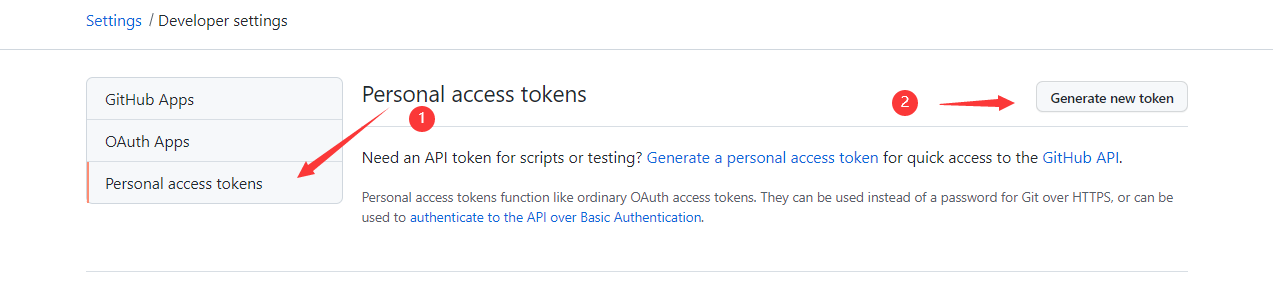 Settings / Developer settings
GitHub Apps
OAuth Apps
Personal access tokens
Personal access tokens
1
2
Generate new token
Need an API token for scripts or testing? Generate a personal access token for quick access to the GitHub API.
Personal access tokens function like ordinary OAuth access tokens. They can be used instead of a password for Git over HTTPS, or can be
used to authenticate to the API over Basic Authentication.